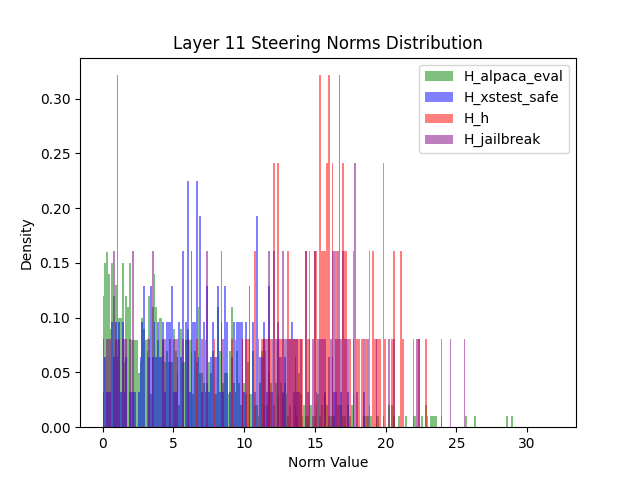 Layer 11 Steering Norms Distribution
H_alpaca_eval
H_xstest_safe
H_h
H_jailbreak
Density
0.30
0.25
0.20
0.15
0.10
0.05
0.00
0 5 10 15 20 25 30
Norm Value